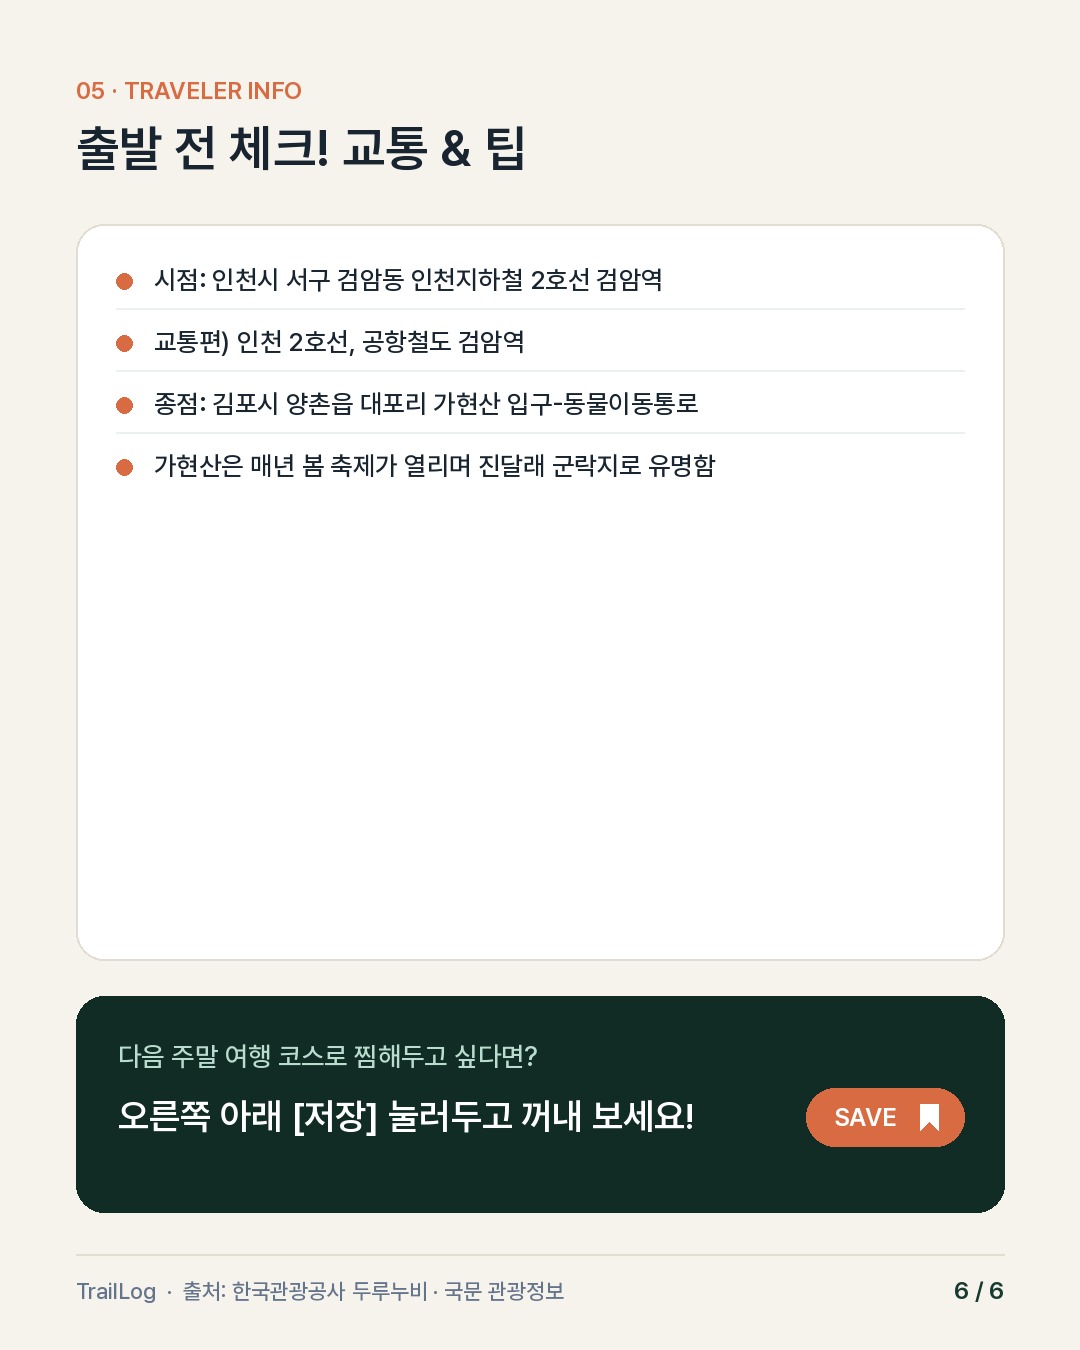 05 · TRAVELER INFO
출발 전 체크! 교통 & 팁
시점: 인천시 서구 검암동 인천지하철 2호선 검암역
교통편) 인천 2호선, 공항철도 검암역
종점: 김포시 양촌읍 대포리 가현산 입구-동물이동통로
가현산은 매년 봄 축제가 열리며 진달래 군락지로 유명함
다음 주말 여행 코스로 찜해두고 싶다면?
오른쪽 아래 [저장] 눌러두고 꺼내 보세요!
SAVE
TrailLog · 출처: 한국관광공사 두루누비 · 국문 관광정보
6 / 6